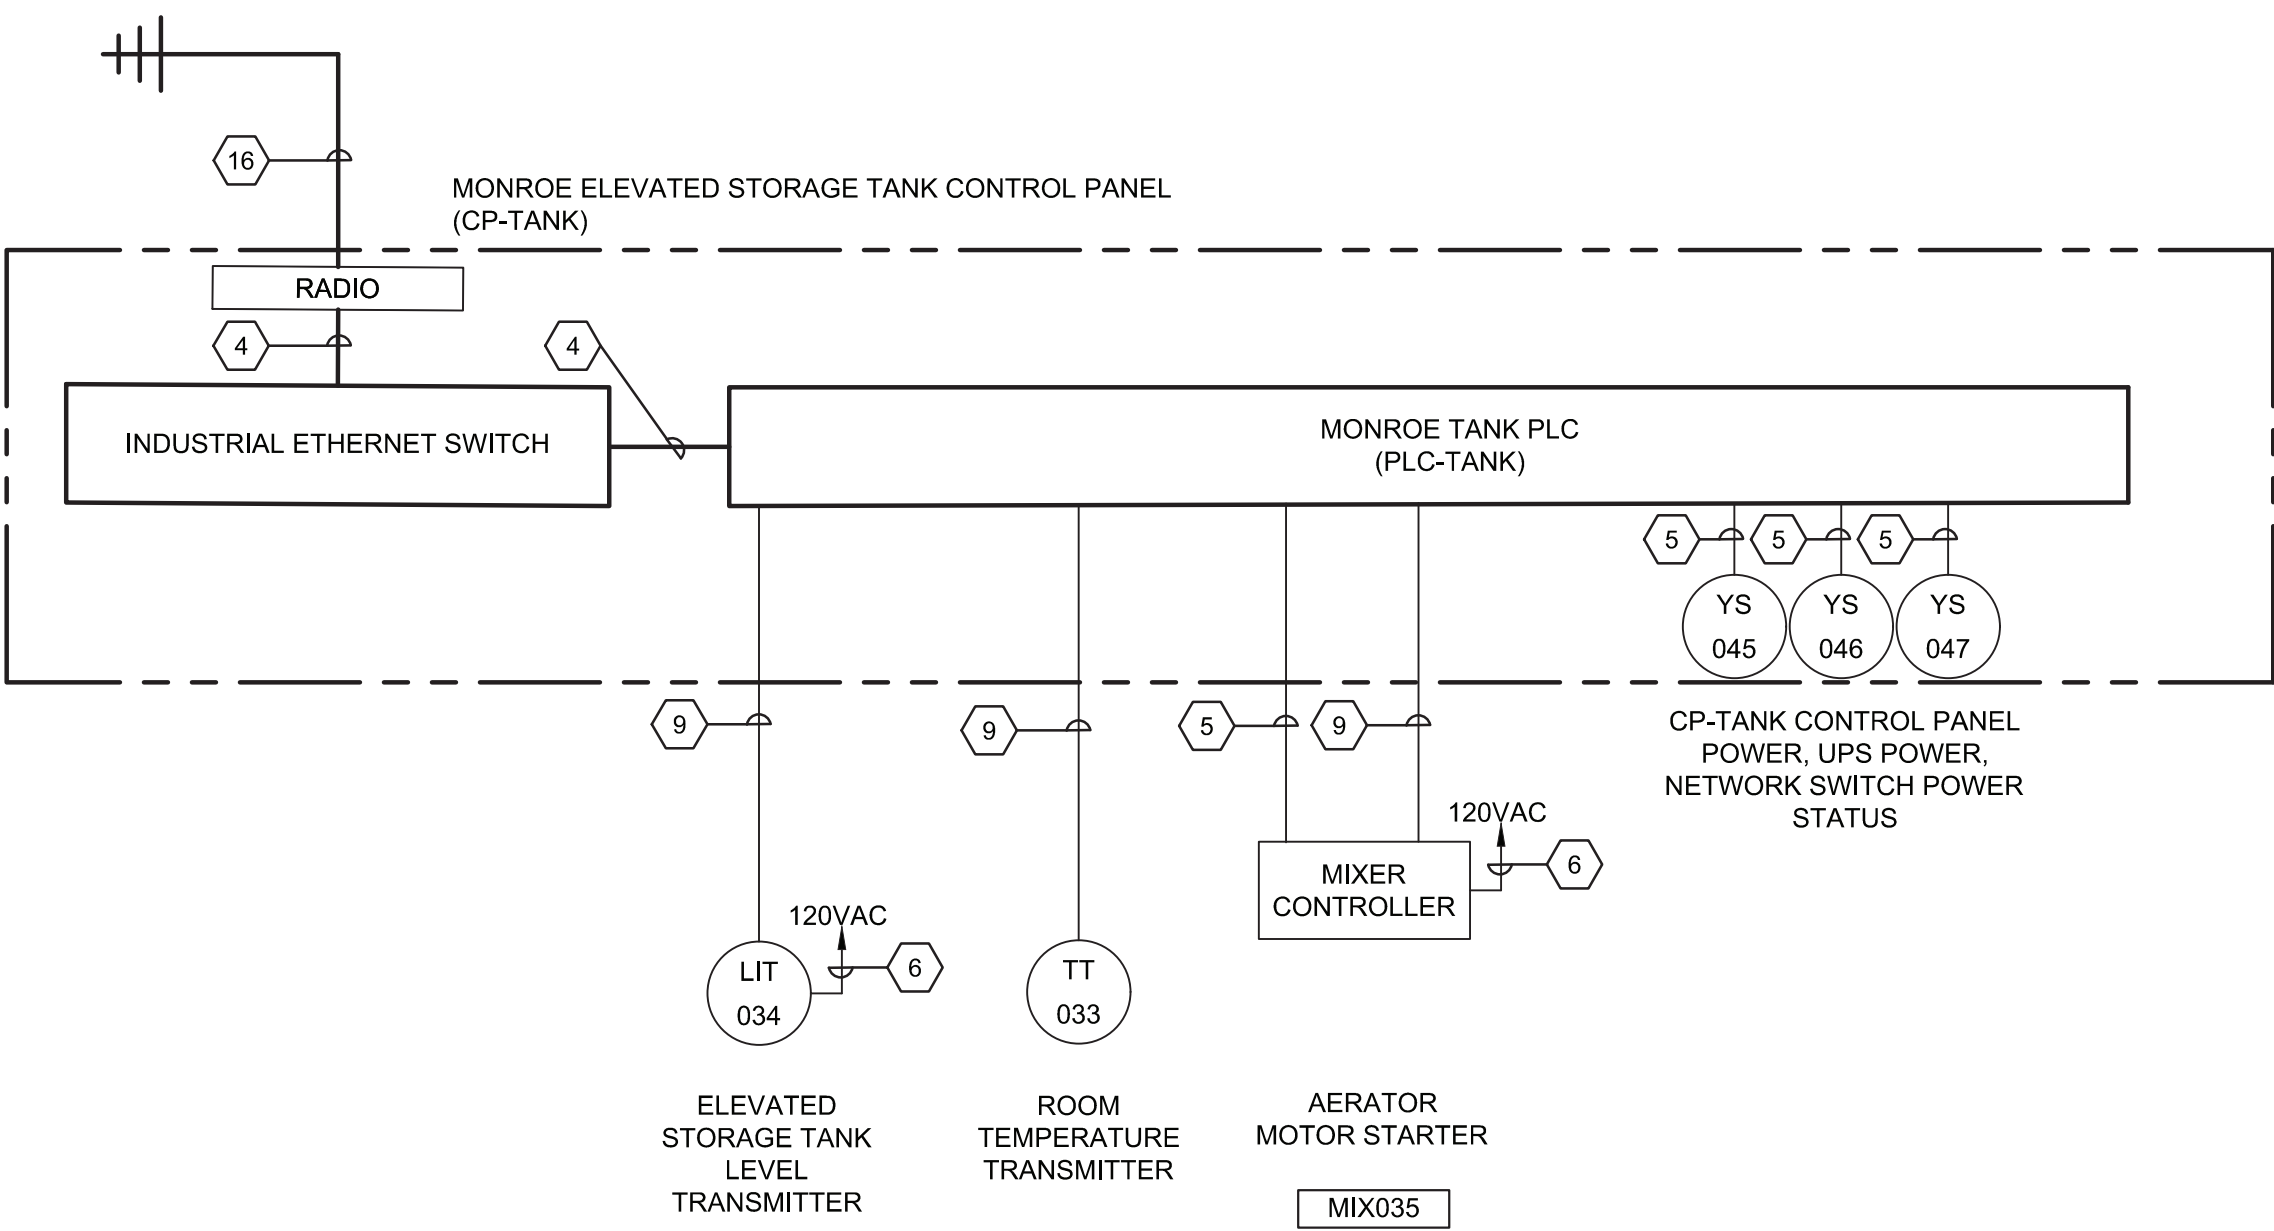 16
MONROE ELEVATED STORAGE TANK CONTROL PANEL
(CP-TANK)
RADIO
4
4
INDUSTRIAL ETHERNET SWITCH
MONROE TANK PLC
(PLC-TANK)
5
5
5
YS
045
YS
046
YS
047
9
9
5
9
CP-TANK CONTROL PANEL
POWER, UPS POWER,
NETWORK SWITCH POWER
STATUS
120VAC
6
MIXER
CONTROLLER
120VAC
6
LIT
034
TT
033
ELEVATED
STORAGE TANK
LEVEL
TRANSMITTER
ROOM
TEMPERATURE
TRANSMITTER
AERATOR
MOTOR STARTER
MIX035